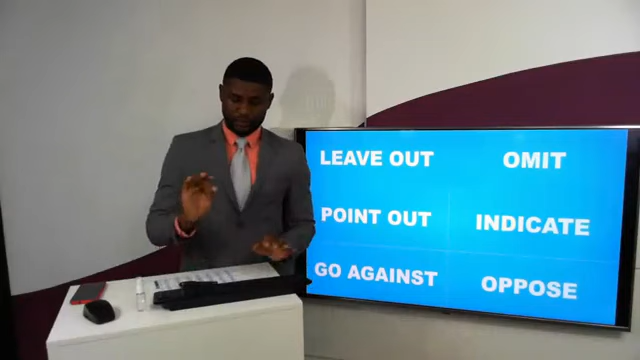 LEAVE OUT OMIT
POINT OUT INDICATE
GO AGAINST OPPOSE